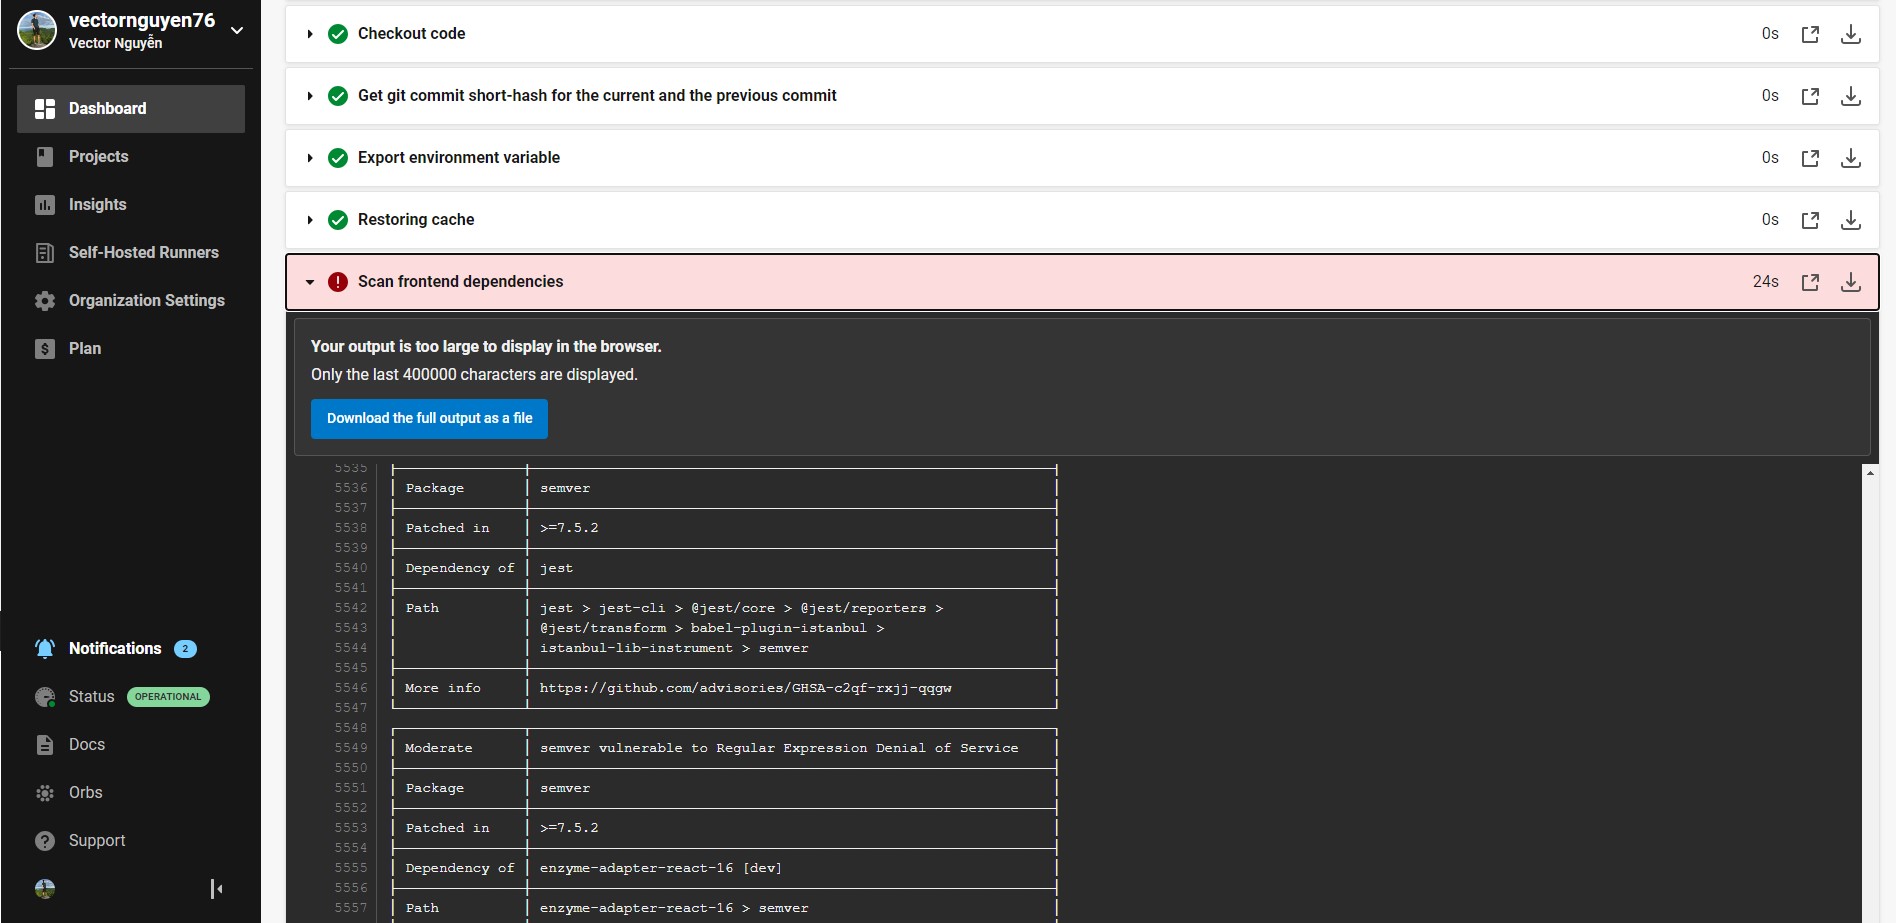 vectornguyen76
Vector Nguyễn
Dashboard
Projects
Insights
Self-Hosted Runners
Organization Settings
$ Plan
Notifications 2
Status OPERATIONAL
Docs
Orbs
? Support
Checkout code 0s
Get git commit short-hash for the current and the previous commit 0s
Export environment variable 0s
Restoring cache 0s
! Scan frontend dependencies 24s
Your output is too large to display in the browser.
Only the last 400000 characters are displayed.
Download the full output as a file
5535
5536 Package semver
5537
5538 Patched in >=7.5.2
5539
5540 Dependency of jest
5541
5542 Path jest > jest-cli > @jest/core > @jest/reporters >
5543 @jest/transform > babel-plugin-istanbul >
5544 istanbul-lib-instrument > semver
5545
5546 More info https://github.com/advisories/GHSA-c2qf-rxjj-qqgw
5547
5548
5549 Moderate semver vulnerable to Regular Expression Denial of Service
5550
5551 Package semver
5552
5553 Patched in >=7.5.2
5554
5555 Dependency of enzyme-adapter-react-16 [dev]
5556
5557 Path enzyme-adapter-react-16 > semver